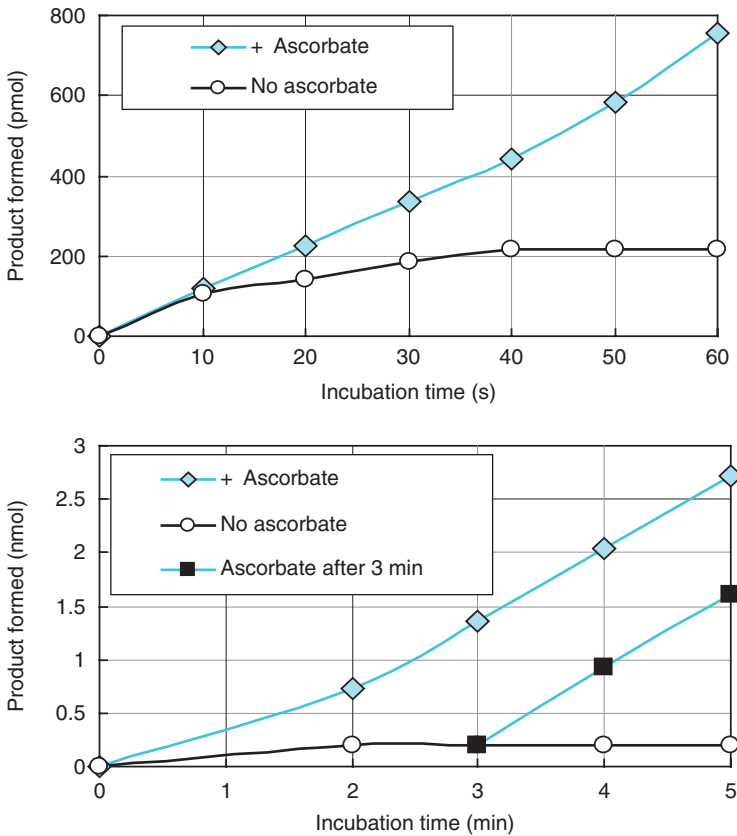 Product formed (pmol)
800
600
400
200
0
+ Ascorbate
No ascorbate
0 10 20 30 40 50 60
Incubation time (s)
Product formed (nmol)
3
2.5
2
1.5
1
0.5
0
+ Ascorbate
No ascorbate
Ascorbate after 3 min
0 1 2 3 4 5
Incubation time (min)